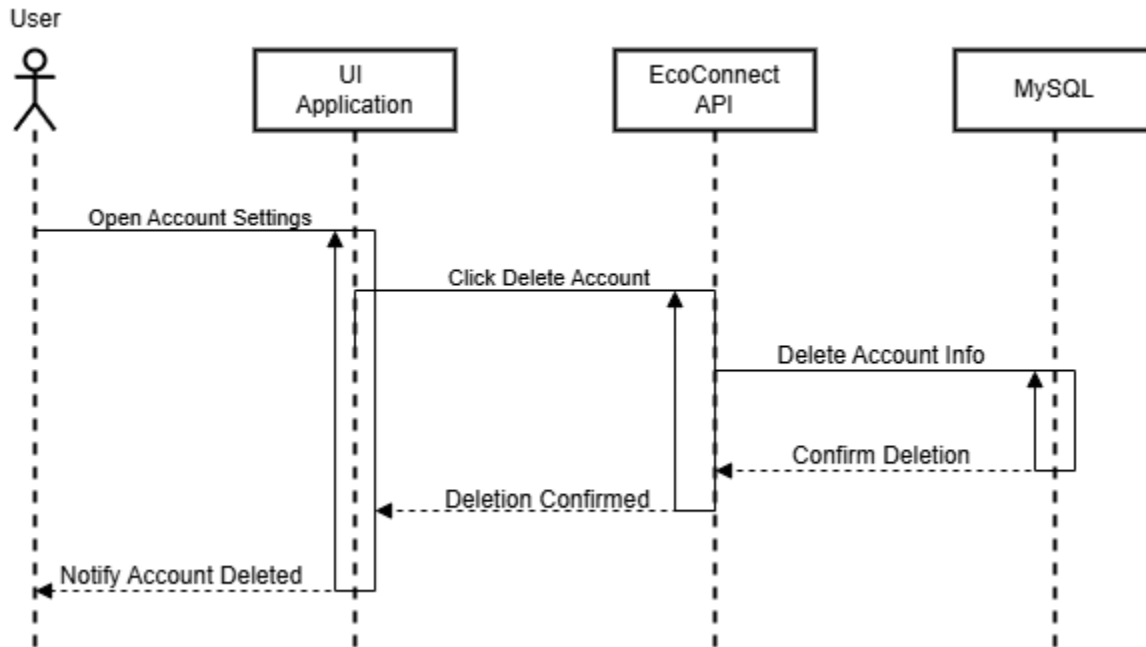 User
UI
Application
EcoConnect
API
MySQL
Open Account Settings
Click Delete Account
Delete Account Info
Confirm Deletion
Deletion Confirmed
Notify Account Deleted